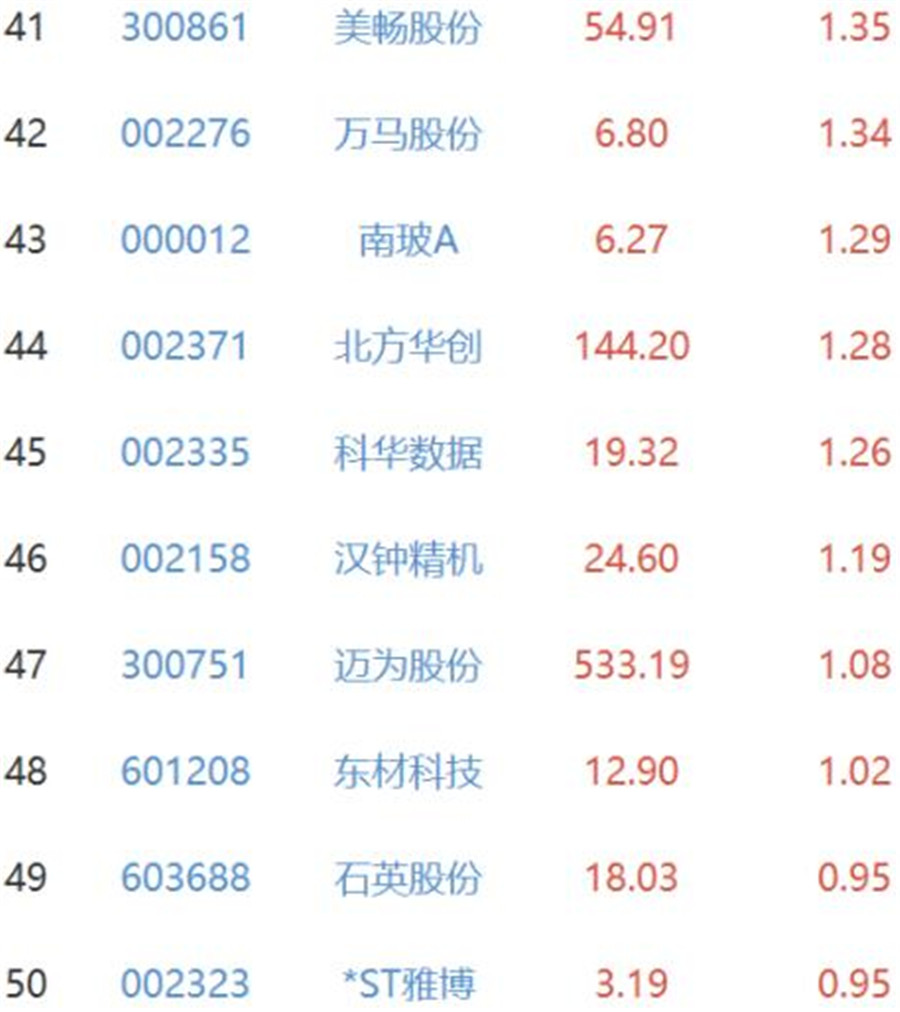 41 300861 美畅股份 54.91 1.35
42 002276 万马股份 6.80 1.34
43 000012 南玻A 6.27 1.29
44 002371 北方华创 144.20 1.28
45 002335 科华数据 19.32 1.26
46 002158 汉钟精机 24.60 1.19
47 300751 迈为股份 533.19 1.08
48 601208 东材科技 12.90 1.02
49 603688 石英股份 18.03 0.95
50 002323 *ST雅博 3.19 0.95